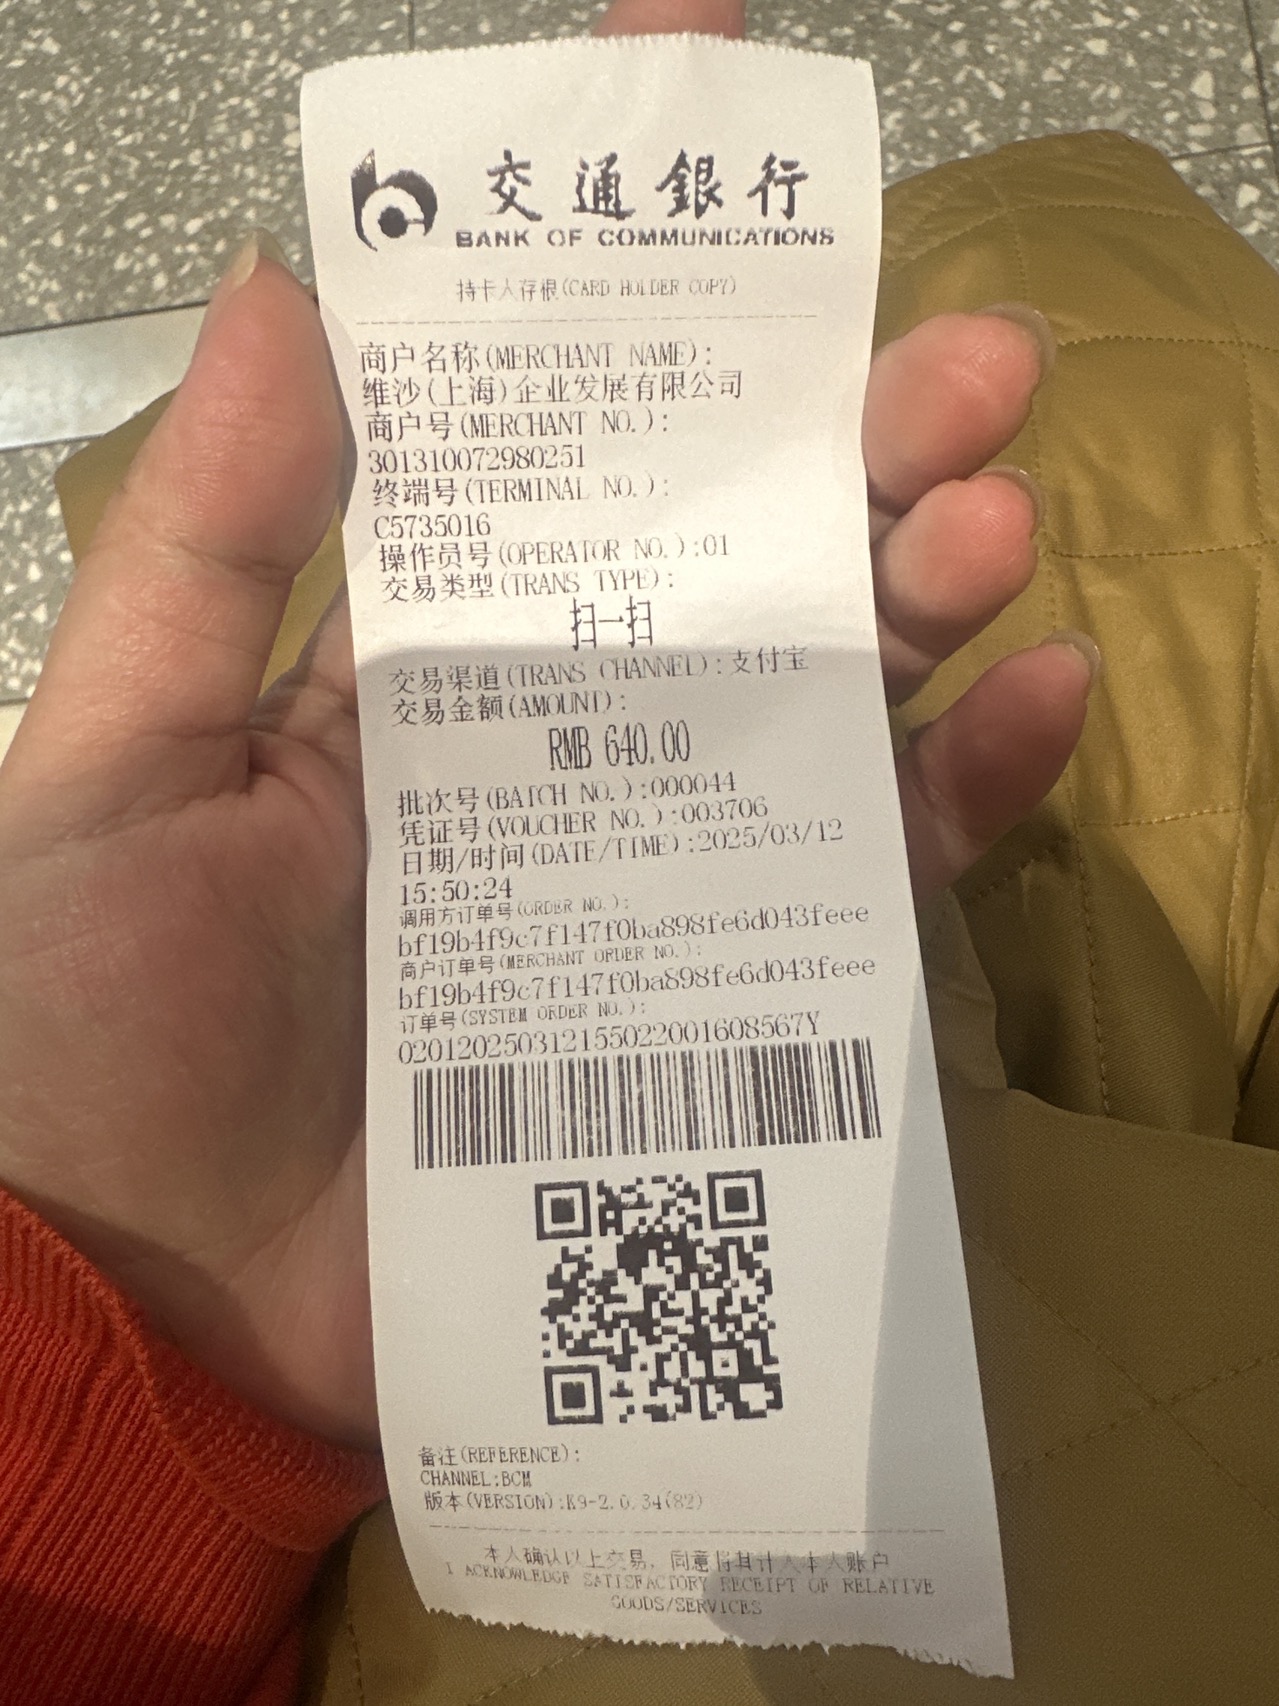 交通銀行
BANK OF COMMUNICATIONS
持卡人存根(CARD HOLDER COPY)
商户名称(MERCHANT NAME):
维沙(上海)企业发展有限公司
商户号(MERCHANT NO.):
301310072980251
终端号(TERMINAL NO.):
C5735016
操作员号(OPERATOR NO.):01
交易类型(TRANS TYPE):
扫一扫
交易渠道(TRANS CHANNEL):支付宝
交易金额(AMOUNT):
RMB 640.00
批次号(BATCH NO.):000044
凭证号(VOUCHER NO.):003706
日期/时间(DATE/TIME):2025/03/12
15:50:24
调用方订单号(ORDER NO.):
bf19b4f9c7f147f0ba898fe6d043feee
商户订单号(MERCHANT ORDER NO.):
bf19b4f9c7f147f0ba898fe6d043feee
订单号(SYSTEM ORDER NO.):
020120250312155022001608567Y
备注(REFERENCE):
CHANNEL:BCM
版本(VERSION):K9-2.0.34(82)
本人确认以上交易, 同意将其计入本人账户
I ACKNOWLEDGE SATISFACTORY RECEIPT OF RELATIVE
GOODS/SERVICES